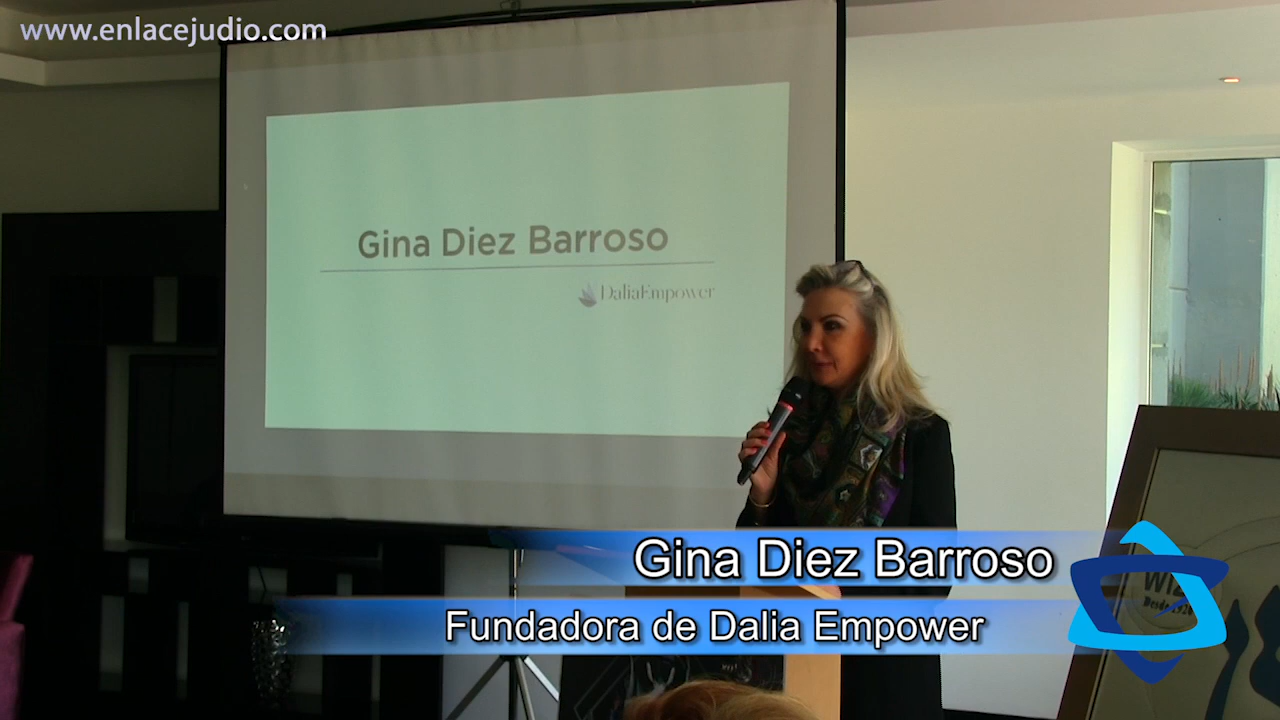 www.enlacejudio.com
Gina Diez Barroso
DaliaEmpower
Gina Diez Barroso
Fundadora de Dalia Empower